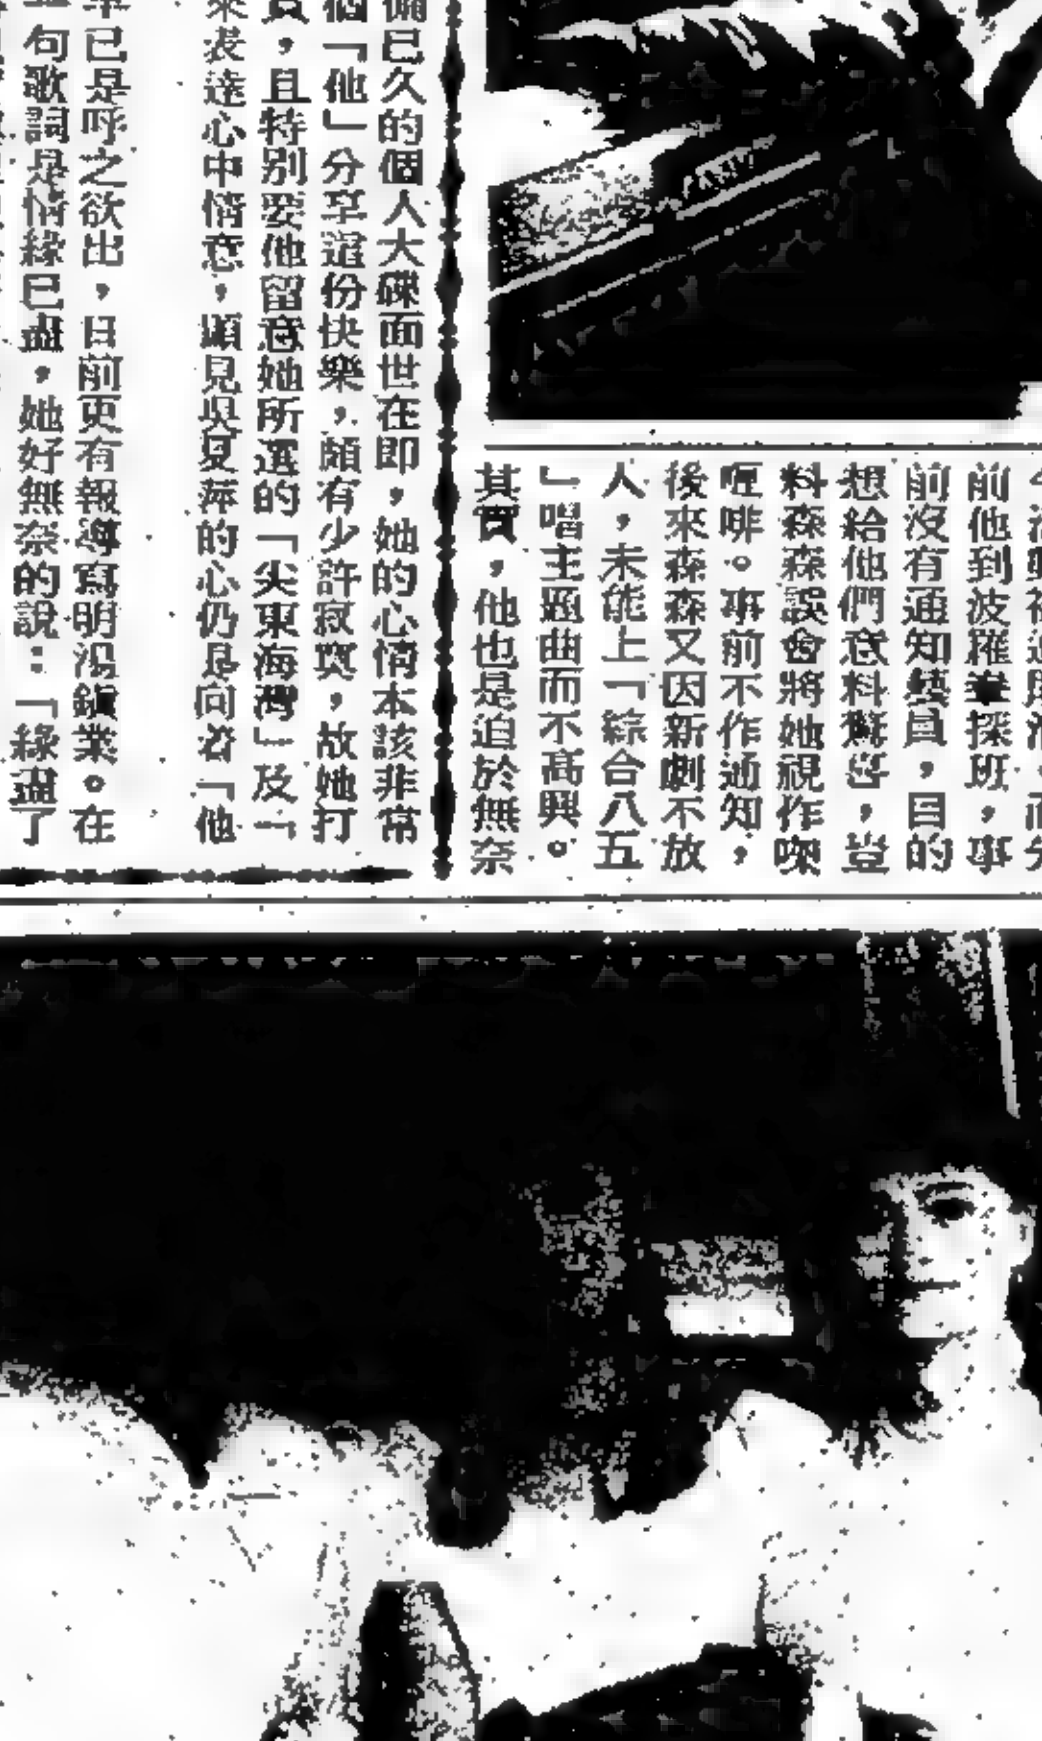 前他到波羅輋探班，事
前沒有通知藝員，目的
想給他們意料驚喜，豈
料森森誤會將她視作㗎
喱啡。事前不作通知，
後來森森又因新劇不放
人，未能上「綜合八五
」唱主題曲而不高興。
其實，他也是迫於無奈
備已久的個人大碟面世在即，她的心情本該非常
個「他」分享這份快樂，頗有少許寂寞，故她打
，且特別要他留意她所選的「尖東海灣」及「
來表達心中情意，顯見吳夏萍的心仍是向着「他
已是呼之欲出，日前更有報導寫明湯鎮業。在
句歌詞是情緣已盡，她好無奈的說：「緣盡了